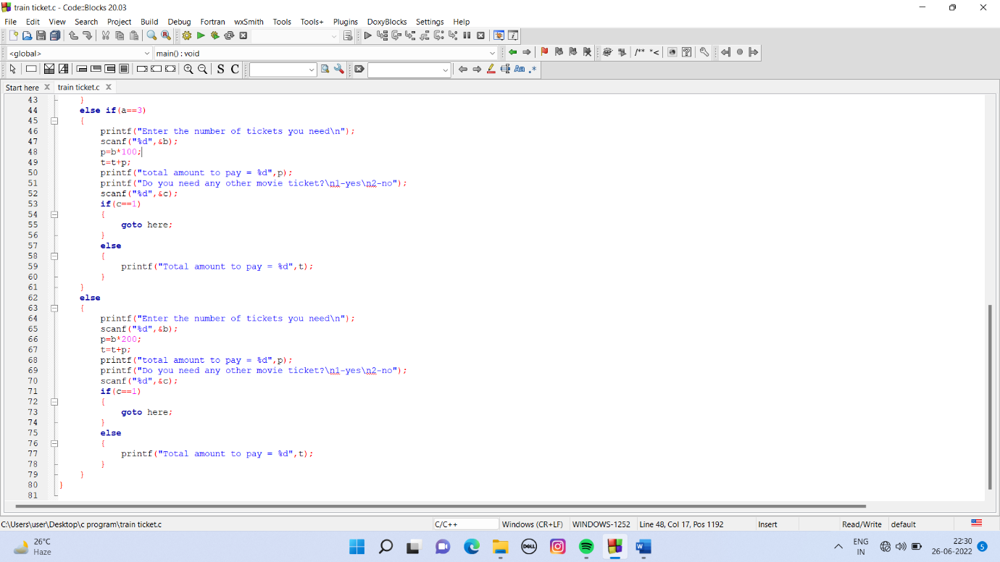 train ticket.c - Code::Blocks 20.03
File Edit View Search Project Build Debug Fortran wxSmith Tools Tools+ Plugins DoxyBlocks Settings Help
<global> main() : void
/** *<
S C Aa .*
Start here train ticket.c
43 }
44 else if(a==3)
45 {
46 printf("Enter the number of tickets you need\n");
47 scanf("%d",&b);
48 p=b*100;
49 t=t+p;
50 printf("total amount to pay = %d",p);
51 printf("Do you need any other movie ticket?\n1-yes\n2-no");
52 scanf("%d",&c);
53 if(c==1)
54 {
55 goto here;
56 }
57 else
58 {
59 printf("Total amount to pay = %d",t);
60 }
61 }
62 else
63 {
64 printf("Enter the number of tickets you need\n");
65 scanf("%d",&b);
66 p=b*200;
67 t=t+p;
68 printf("total amount to pay = %d",p);
69 printf("Do you need any other movie ticket?\n1-yes\n2-no");
70 scanf("%d",&c);
71 if(c==1)
72 {
73 goto here;
74 }
75 else
76 {
77 printf("Total amount to pay = %d",t);
78 }
79 }
80 }
81
C:\Users\user\Desktop\c program\train ticket.c C/C++ Windows (CR+LF) WINDOWS-1252 Line 48, Col 17, Pos 1192 Insert Read/Write default
26°C
Haze
DELL
W
ENG
IN
22:30
26-06-2022
5